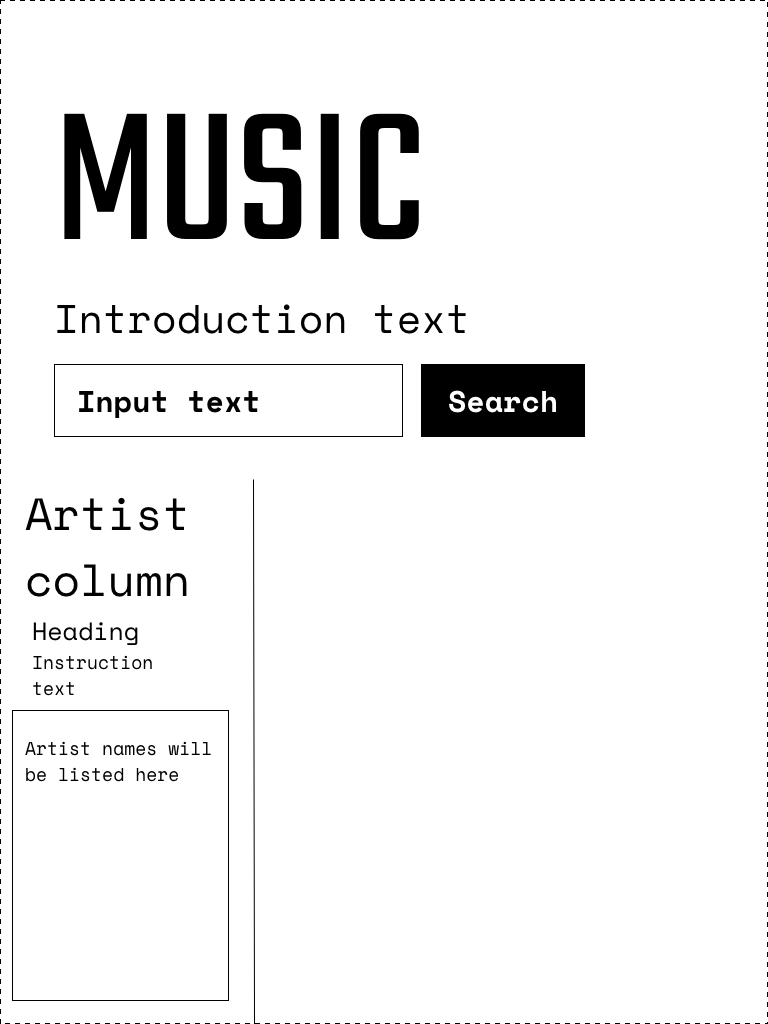 MUSIC
Introduction text
Input text
Search
Artist
column
Heading
Instruction
text
Artist names will
be listed here